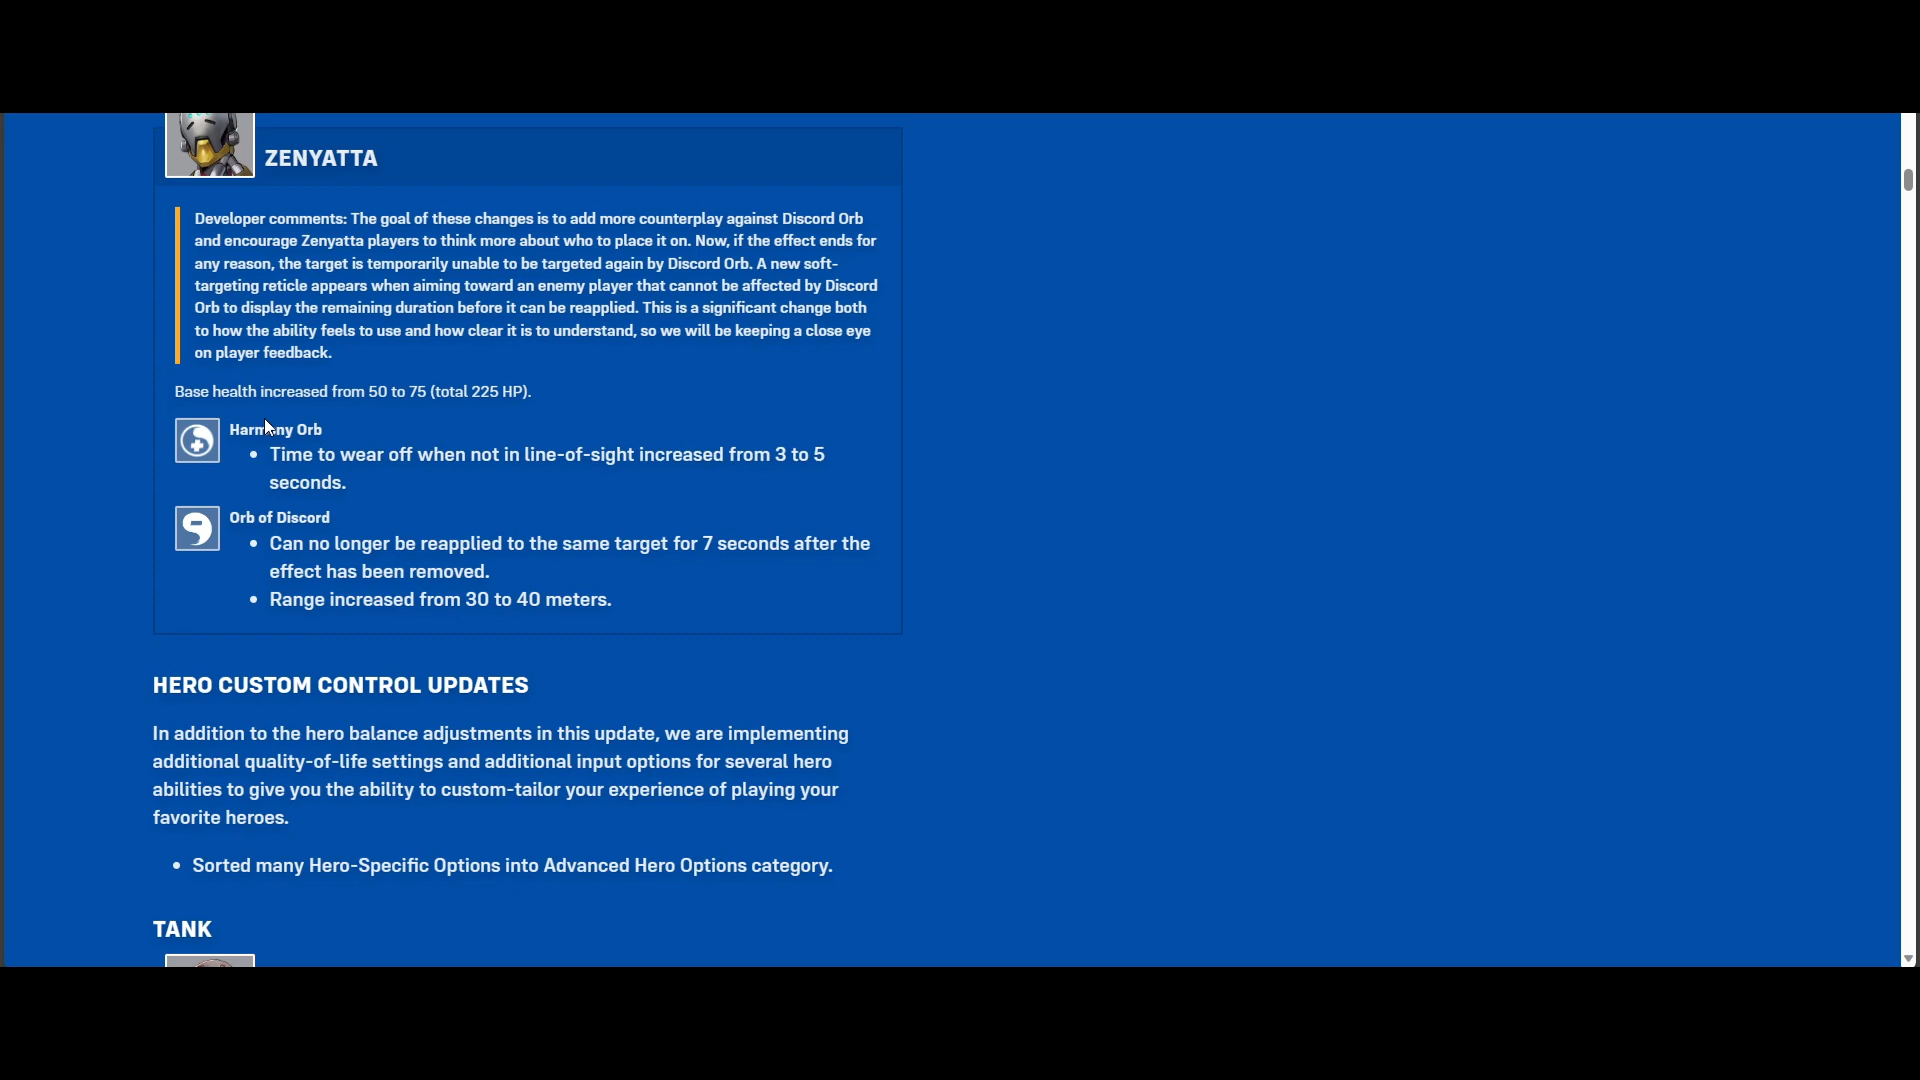 ZENYATTA
Developer comments: The goal of these changes is to add more counterplay against Discord Orb
and encourage Zenyatta players to think more about who to place it on. Now, if the effect ends for
any reason, the target is temporarily unable to be targeted again by Discord Orb. A new soft-
targeting reticle appears when aiming toward an enemy player that cannot be affected by Discord
Orb to display the remaining duration before it can be reapplied. This is a significant change both
to how the ability feels to use and how clear it is to understand, so we will be keeping a close eye
on player feedback.
Base health increased from 50 to 75 (total 225 HP).
Harmony Orb
• Time to wear off when not in line-of-sight increased from 3 to 5
seconds.
Orb of Discord
• Can no longer be reapplied to the same target for 7 seconds after the
effect has been removed.
• Range increased from 30 to 40 meters.
HERO CUSTOM CONTROL UPDATES
In addition to the hero balance adjustments in this update, we are implementing
additional quality-of-life settings and additional input options for several hero
abilities to give you the ability to custom-tailor your experience of playing your
favorite heroes.
• Sorted many Hero-Specific Options into Advanced Hero Options category.
TANK